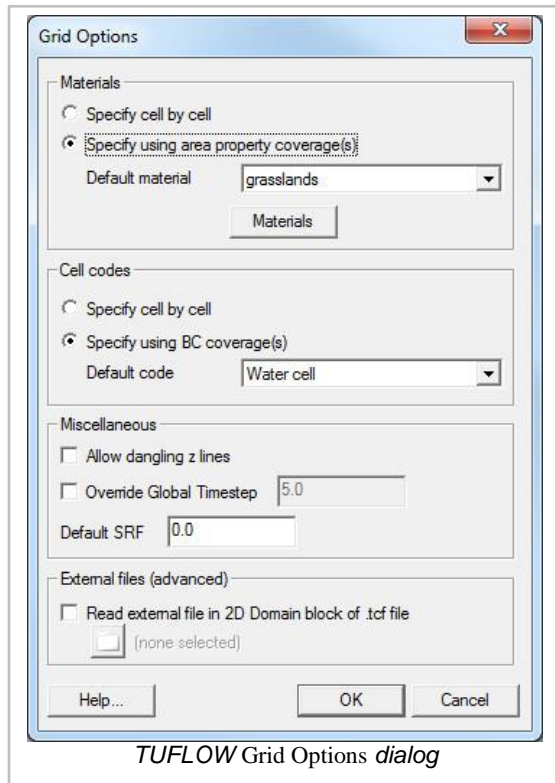 Grid Options
Materials
Specify cell by cell
Specify using area property coverage(s)
Default material grasslands
Materials
Cell codes
Specify cell by cell
Specify using BC coverage(s)
Default code Water cell
Miscellaneous
Allow dangling z lines
Override Global Timestep 5.0
Default SRF 0.0
External files (advanced)
Read external file in 2D Domain block of .tcf file
(none selected)
Help... OK Cancel
TUFLOW Grid Options dialog